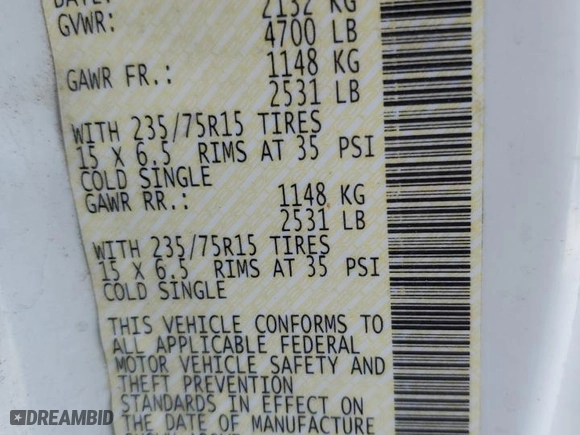 DATE:
GVWR: 2132 KG
4700 LB
GAWR FR.: 1148 KG
2531 LB
WITH 235/75R15 TIRES
15 X 6.5 RIMS AT 35 PSI
COLD SINGLE
GAWR RR.: 1148 KG
2531 LB
WITH 235/75R15 TIRES
15 X 6.5 RIMS AT 35 PSI
COLD SINGLE
THIS VEHICLE CONFORMS TO
ALL APPLICABLE FEDERAL
MOTOR VEHICLE SAFETY AND
THEFT PREVENTION
STANDARDS IN EFFECT ON
THE DATE OF MANUFACTURE
DREAMBID